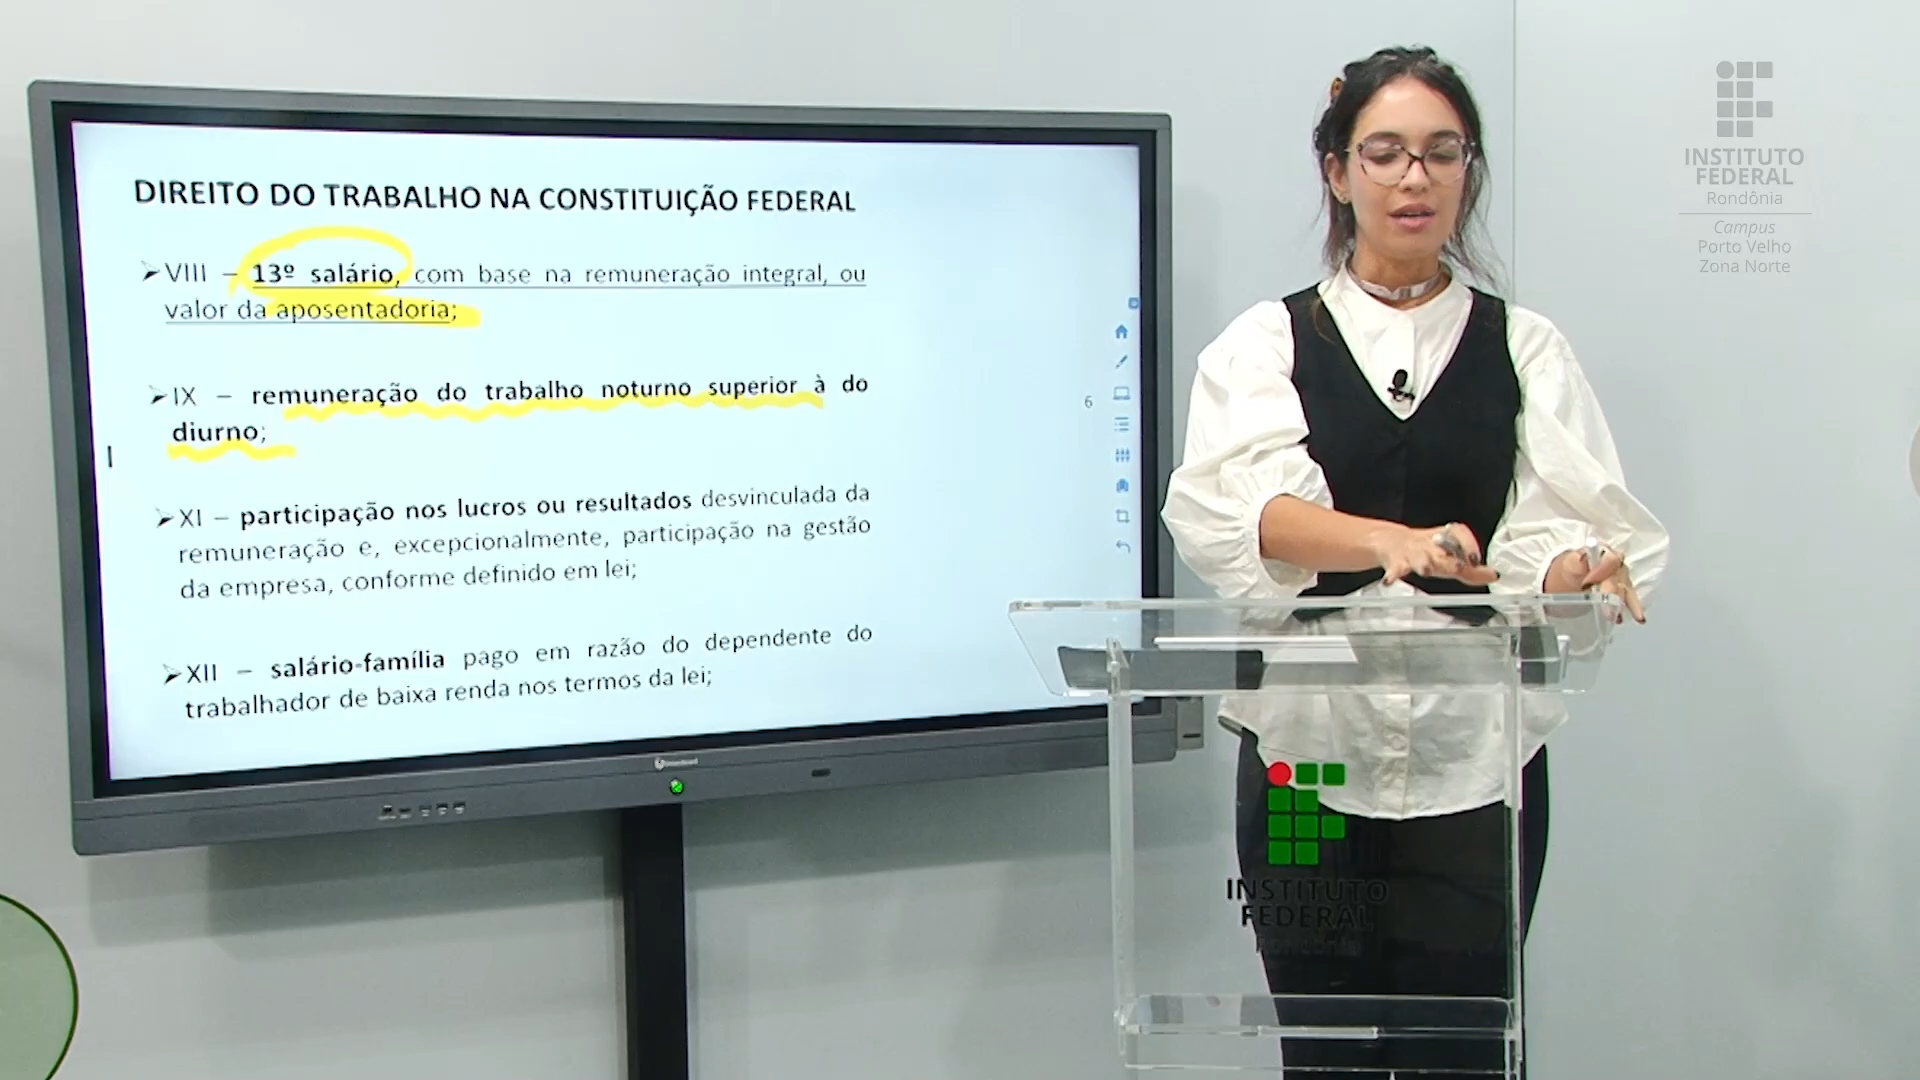 DIREITO DO TRABALHO NA CONSTITUIÇÃO FEDERAL
➢VIII – 13º salário, com base na remuneração integral, ou
valor da aposentadoria;
➢IX – remuneração do trabalho noturno superior à do
diurno;
➢XI – participação nos lucros ou resultados desvinculada da
remuneração e, excepcionalmente, participação na gestão
da empresa, conforme definido em lei;
➢XII – salário-família pago em razão do dependente do
trabalhador de baixa renda nos termos da lei;
6
INSTITUTO
FEDERAL
Rondônia
Campus
Porto Velho
Zona Norte
INSTITUTO
FEDERAL